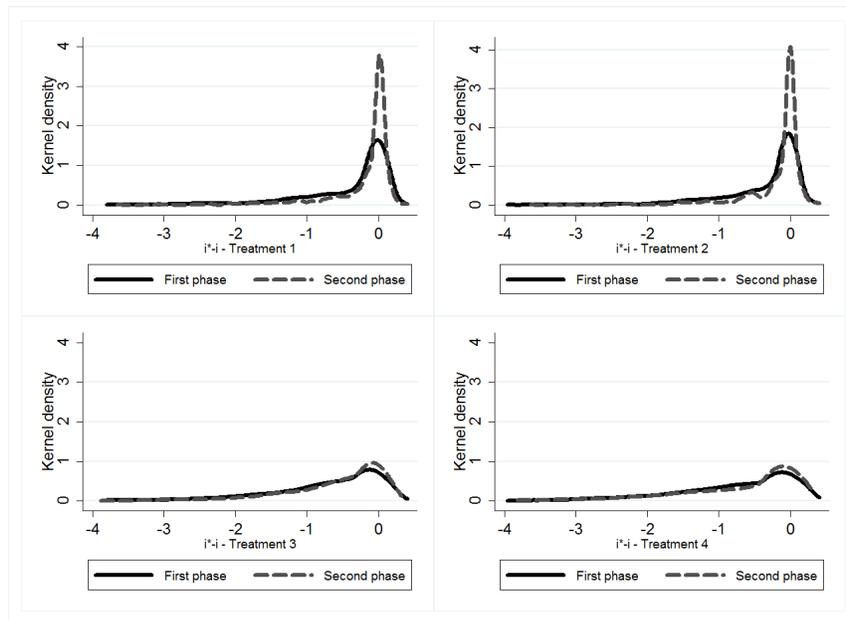 Kernel density
4
3
2
1
0
-4 -3 -2 -1 0
i*-i - Treatment 1
First phase Second phase
Kernel density
4
3
2
1
0
-4 -3 -2 -1 0
i*-i - Treatment 2
First phase Second phase
Kernel density
4
3
2
1
0
-4 -3 -2 -1 0
i*-i - Treatment 3
First phase Second phase
Kernel density
4
3
2
1
0
-4 -3 -2 -1 0
i*-i - Treatment 4
First phase Second phase